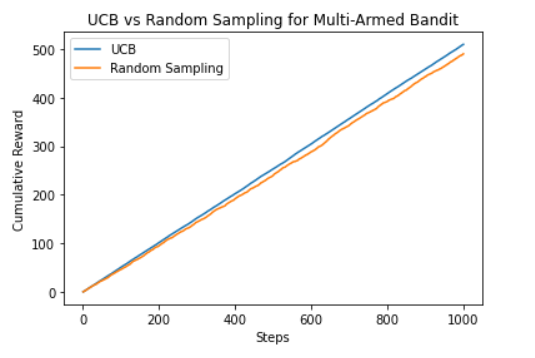 UCB vs Random Sampling for Multi-Armed Bandit
UCB
Random Sampling
Cumulative Reward
500
400
300
200
100
0
0 200 400 600 800 1000
Steps